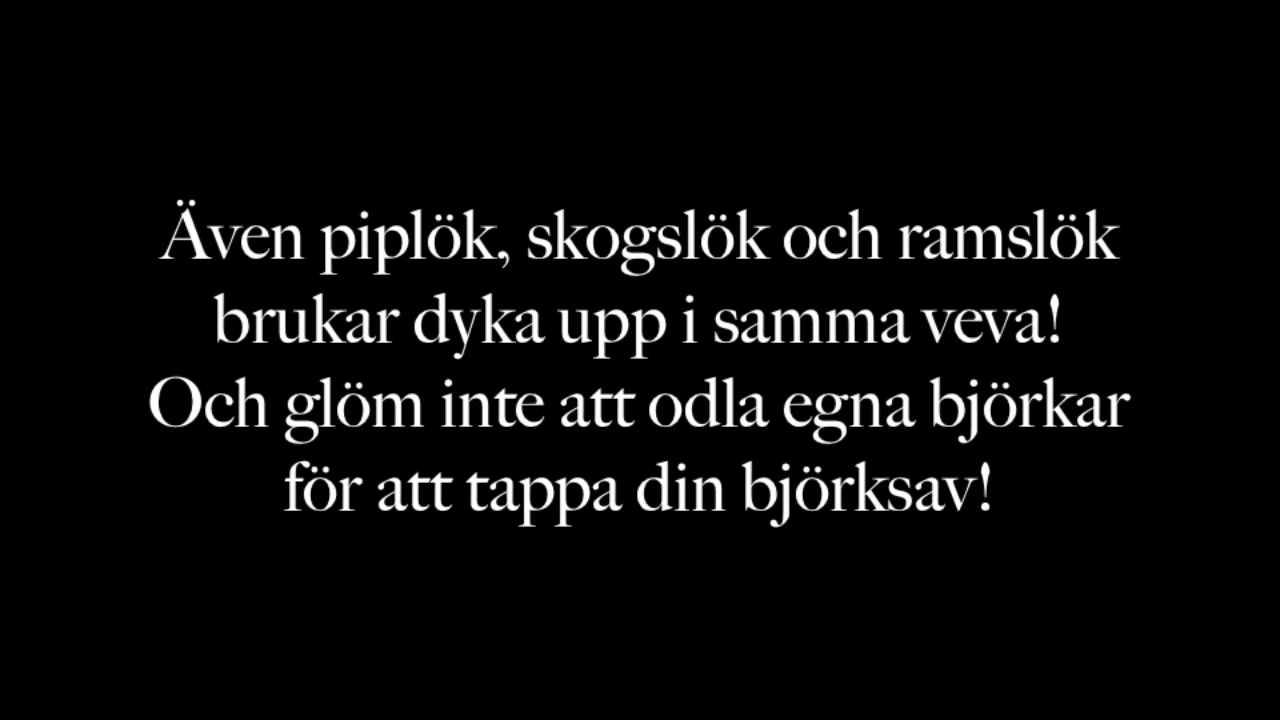 Även piplök, skogslök och ramslök
brukar dyka upp i samma veva!
Och glöm inte att odla egna björkar
för att tappa din björksav!